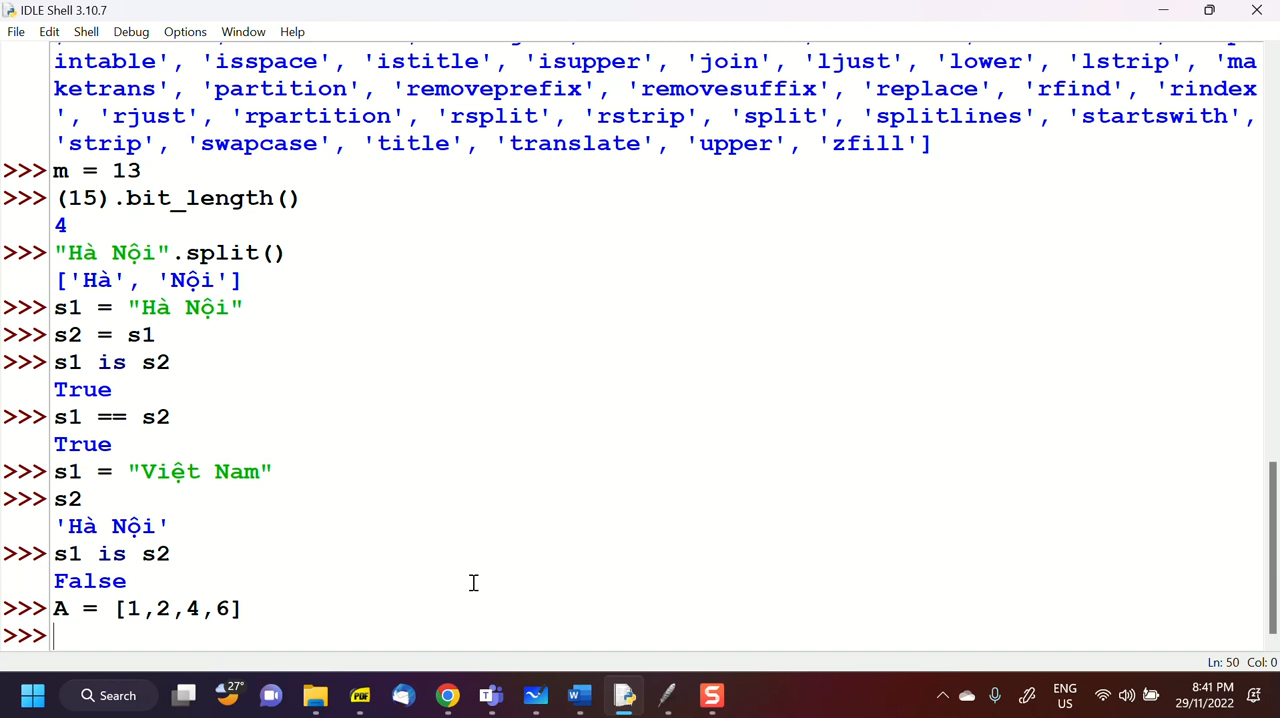 IDLE Shell 3.10.7
File Edit Shell Debug Options Window Help
intable', 'isspace', 'istitle', 'isupper', 'join', 'ljust', 'lower', 'lstrip', 'ma
ketrans', 'partition', 'removeprefix', 'removesuffix', 'replace', 'rfind', 'rindex
', 'rjust', 'rpartition', 'rsplit', 'rstrip', 'split', 'splitlines', 'startswith',
'strip', 'swapcase', 'title', 'translate', 'upper', 'zfill']
>>> m = 13
>>> (15).bit_length()
4
>>> "Hà Nội".split()
['Hà', 'Nội']
>>> s1 = "Hà Nội"
>>> s2 = s1
>>> s1 is s2
True
>>> s1 == s2
True
>>> s1 = "Việt Nam"
>>> s2
'Hà Nội'
>>> s1 is s2
False
>>> A = [1,2,4,6]
>>>
Ln: 50 Col: 0
Search 27° PDF W S ENG US 8:41 PM 29/11/2022